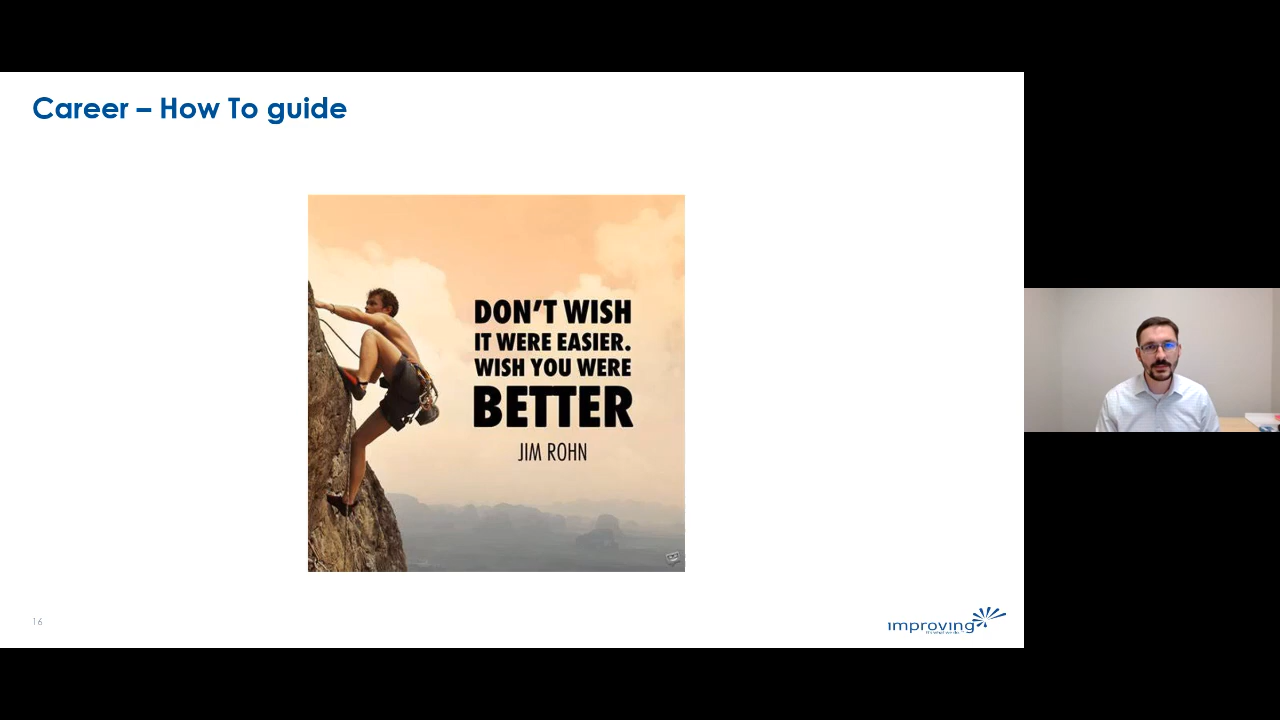 Career – How To guide
DON'T WISH
IT WERE EASIER.
WISH YOU WERE
BETTER
JIM ROHN
16
improving